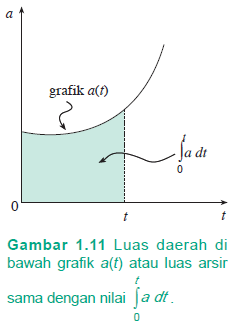 a
grafik a(t)
t
∫a dt
0
0
t
t
Gambar 1.11 Luas daerah di
bawah grafik a(t) atau luas arsir
t
sama dengan nilai ∫a dt.
0